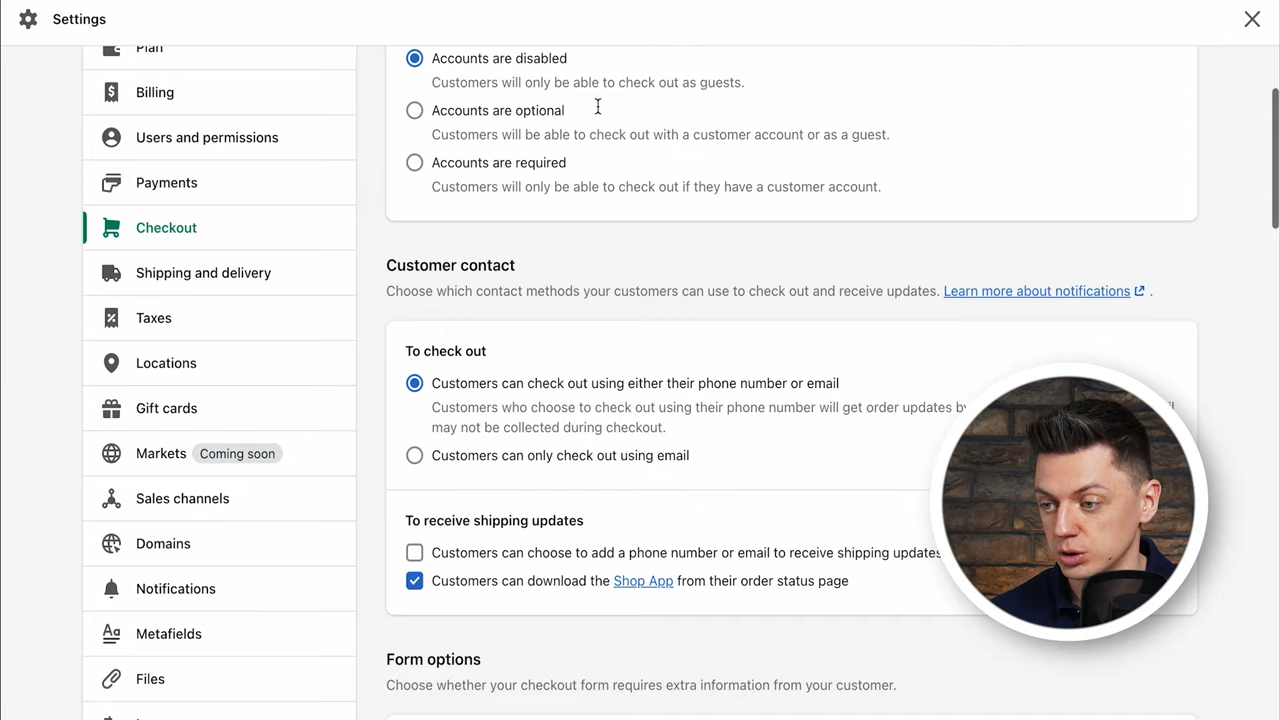 Settings
Plan
Billing
Users and permissions
Payments
Checkout
Shipping and delivery
Taxes
Locations
Gift cards
Markets Coming soon
Sales channels
Domains
Notifications
Metafields
Files
Accounts are disabled
Customers will only be able to check out as guests.
Accounts are optional
Customers will be able to check out with a customer account or as a guest.
Accounts are required
Customers will only be able to check out if they have a customer account.
Customer contact
Choose which contact methods your customers can use to check out and receive updates. Learn more about notifications .
To check out
Customers can check out using either their phone number or email
Customers who choose to check out using their phone number will get order updates by
may not be collected during checkout.
Customers can only check out using email
To receive shipping updates
Customers can choose to add a phone number or email to receive shipping updates
Customers can download the Shop App from their order status page
Form options
Choose whether your checkout form requires extra information from your customer.